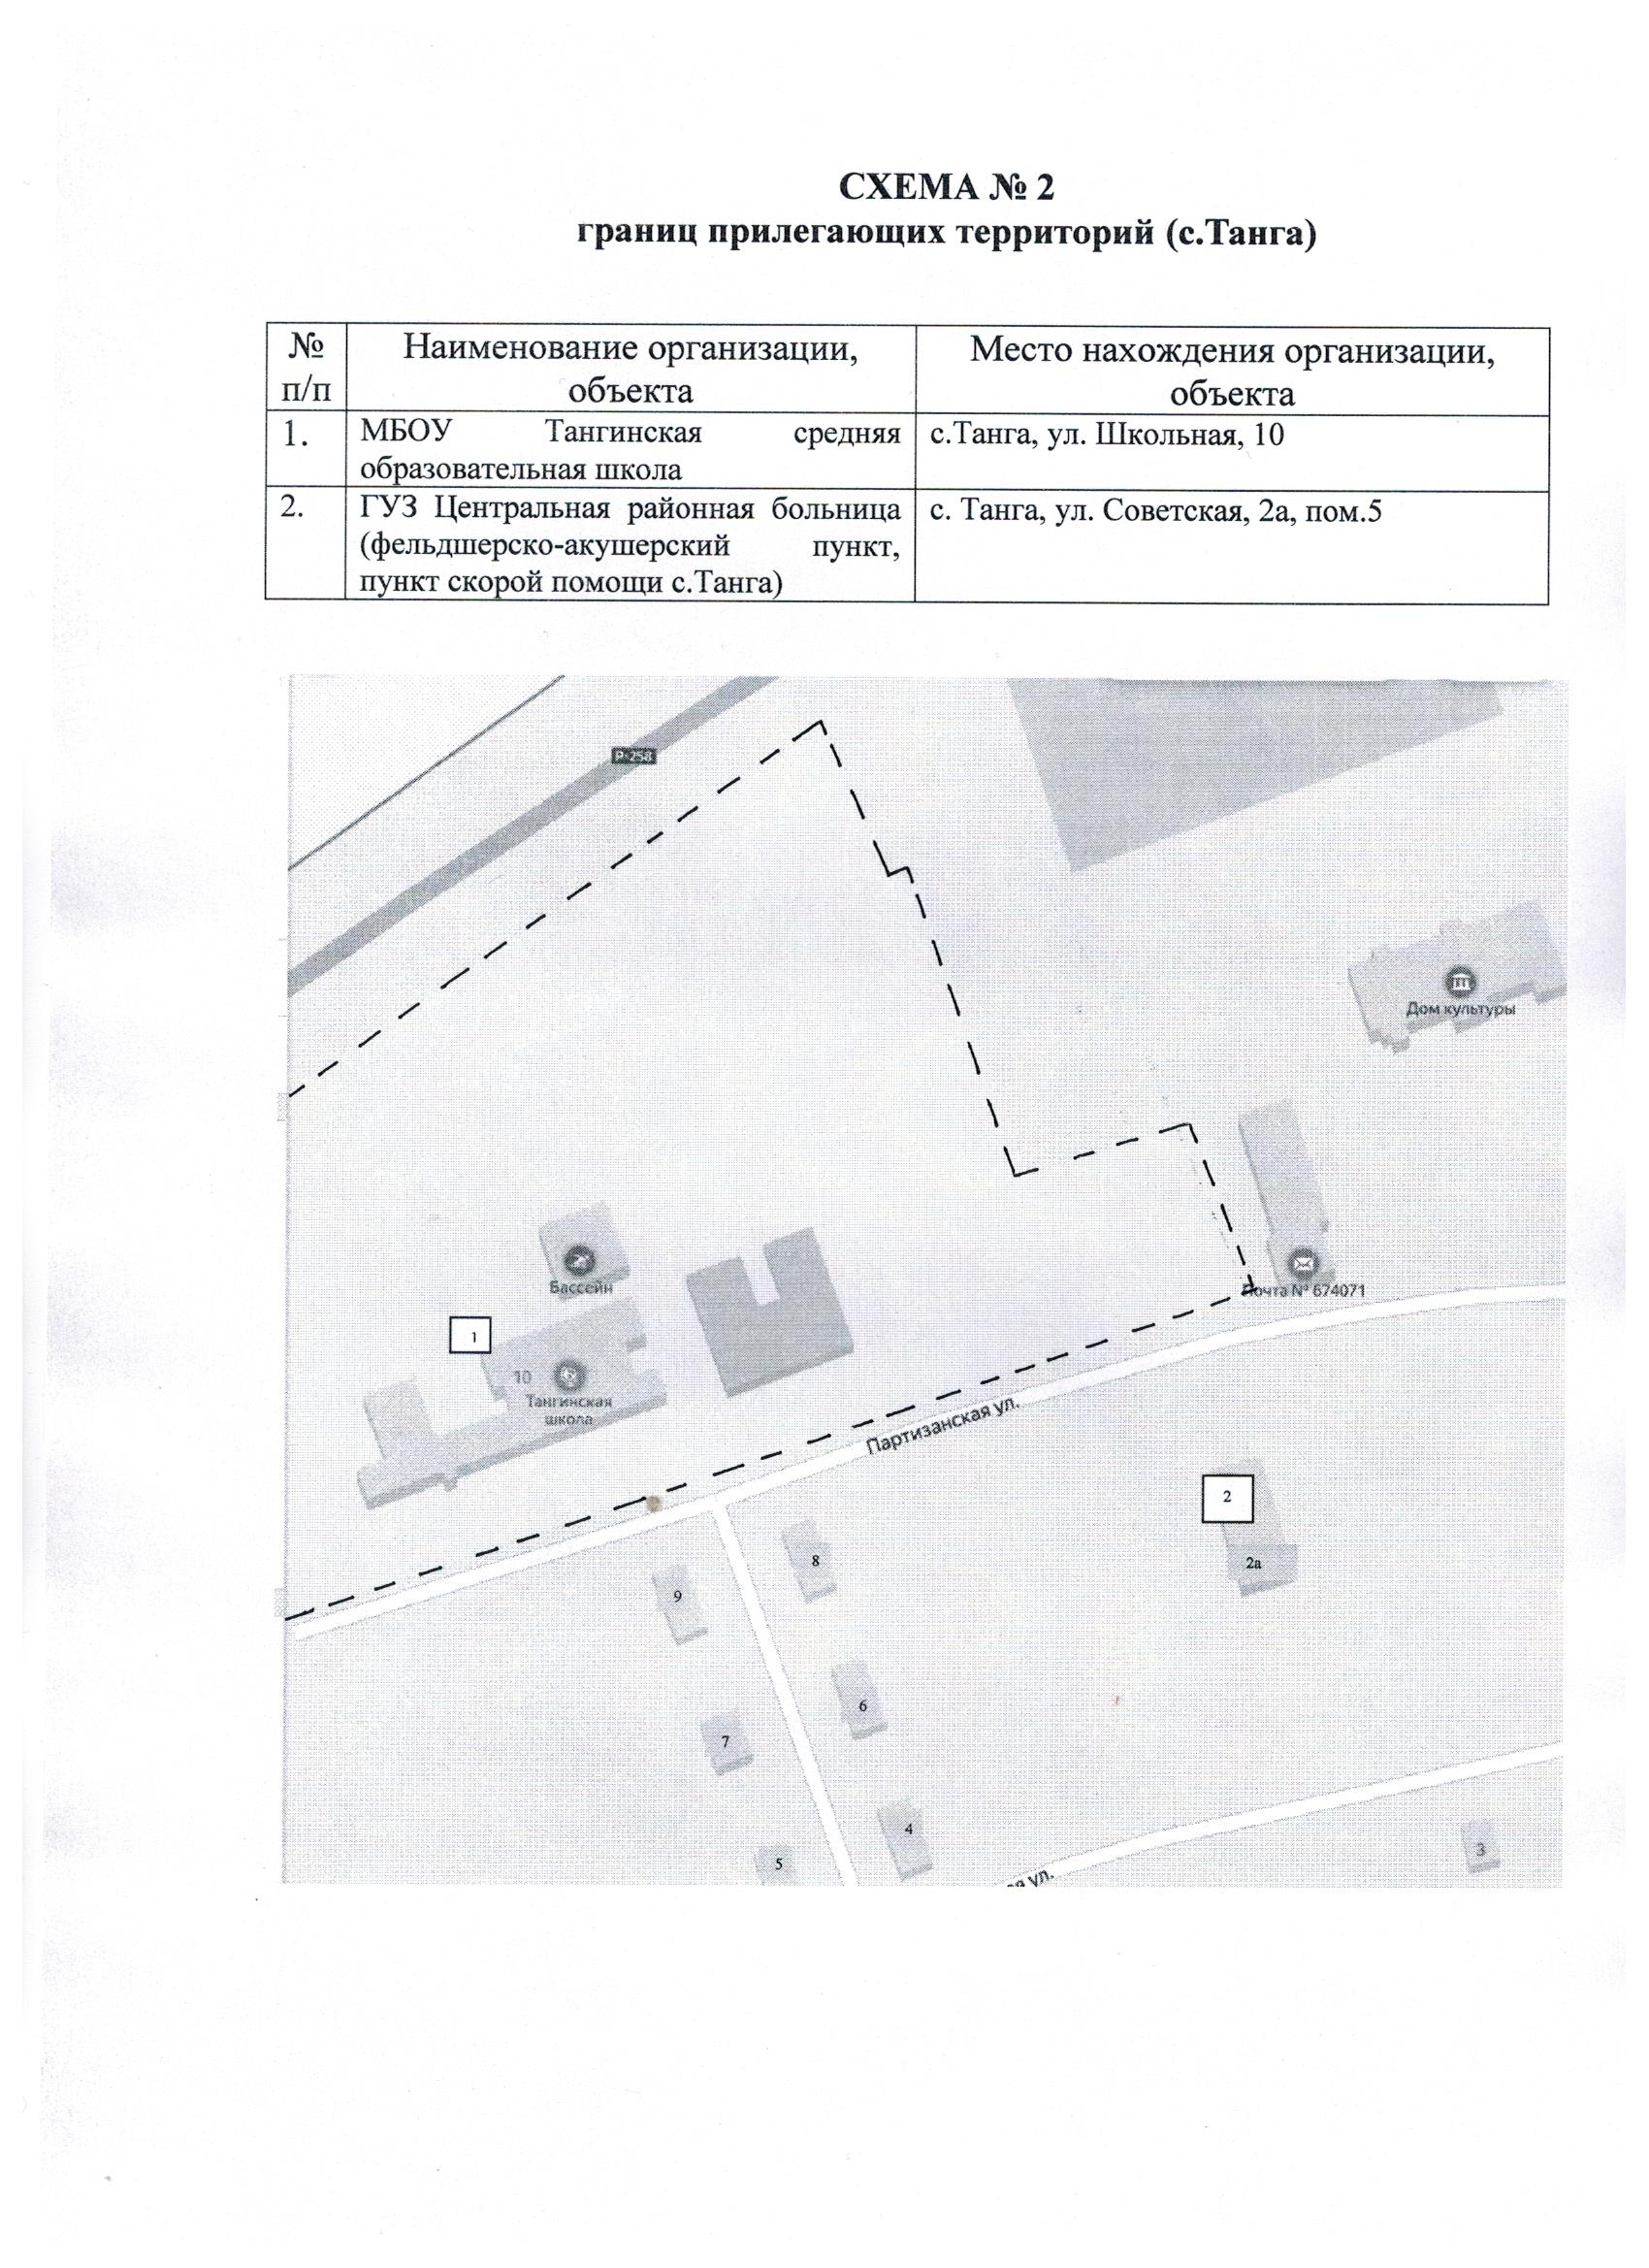 СХЕМА № 2
границ прилегающих территорий (с.Танга)
№ п/п
Наименование организации, объекта
Место нахождения организации, объекта
1.
МБОУ Тангинская средняя
образовательная школа
с.Танга, ул. Школьная, 10
2.
ГУЗ Центральная районная больница
(фельдшерско-акушерский пункт,
пункт скорой помощи с.Танга)
с. Танга, ул. Советская, 2а, пом.5
Р-258
Дом культуры
Бассейн
Почта № 674071
1
10
Тангинская
школа
Партизанская ул.
2
2а
8
9
6
7
4
5
3
ул.